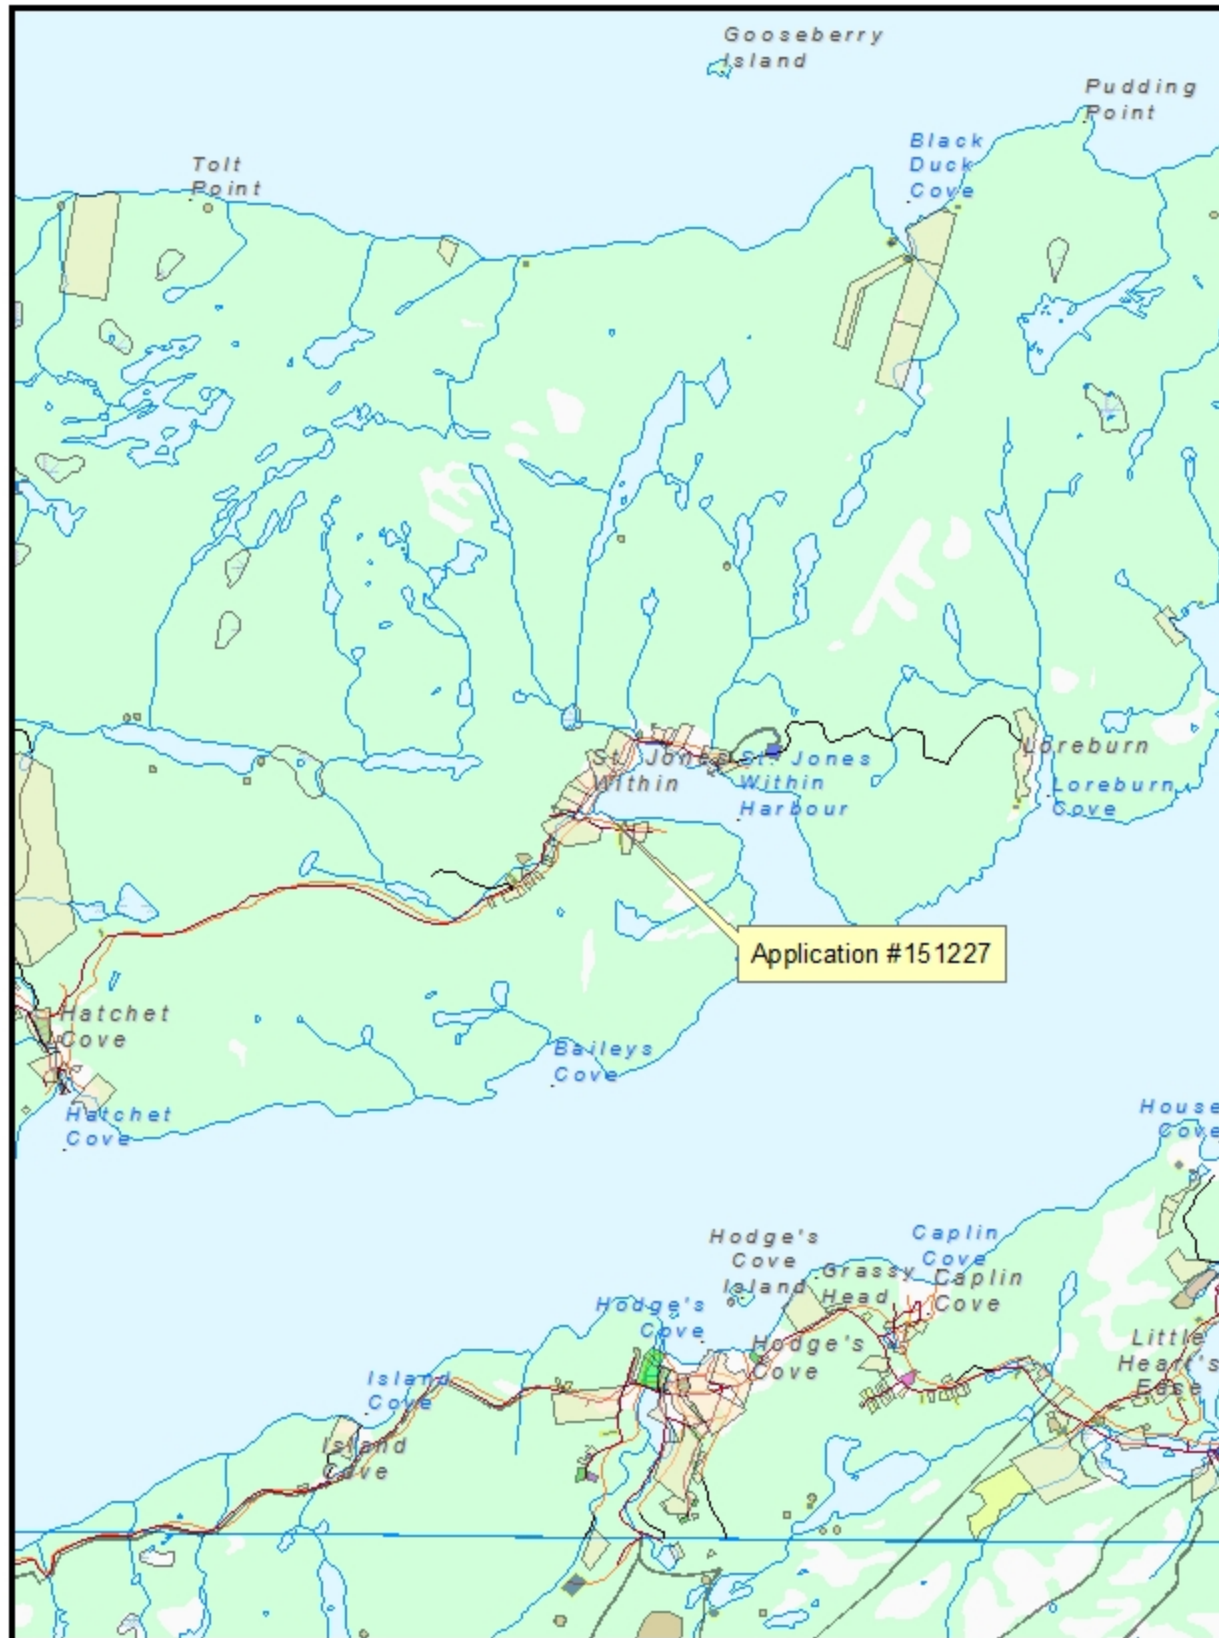 Gooseberry
Island
Pudding
Point
Black
Duck
Cove
Tolt
Point
St. Jones
Within
St. Jones
Within
Harbour
Loreburn
Loreburn
Cove
Application #151227
Hatchet
Cove
Hatchet
Cove
Baileys
Cove
House
Cove
Hodge's
Cove
Island
Grassy
Head
Caplin
Cove
Caplin
Cove
Hodge's
Cove
Hodge's
Cove
Little
Heart's
Ease
Island
Cove
Island
Cove